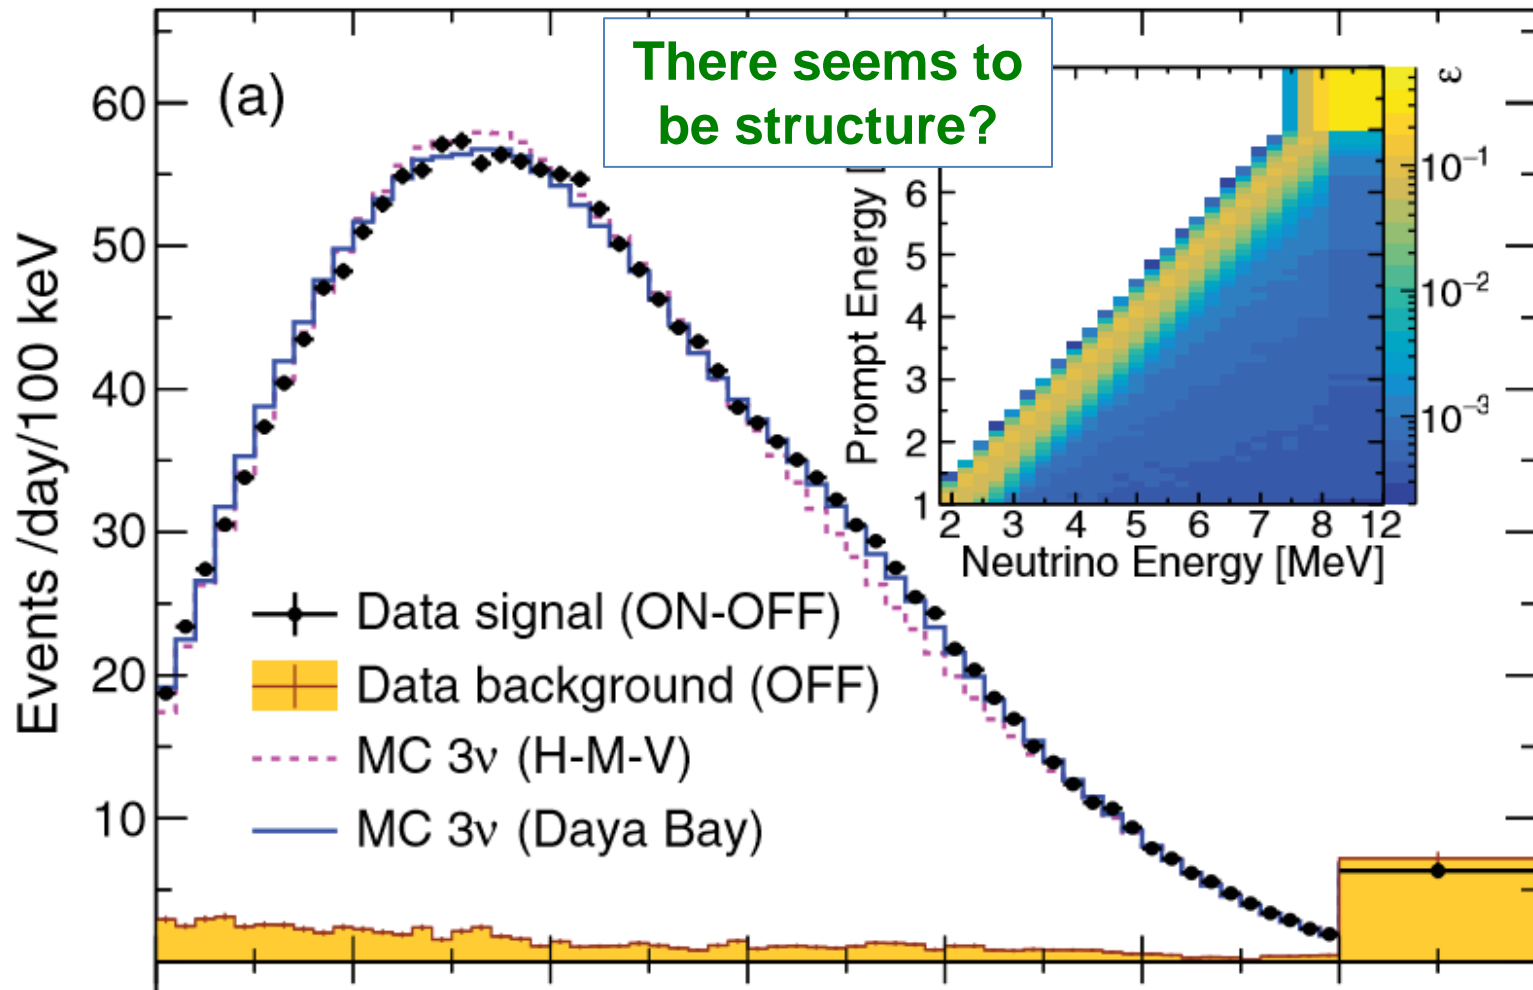 There seems to
be structure?
(a)
60
50
40
30
20
10
Events /day/100 keV
Data signal (ON-OFF)
Data background (OFF)
MC 3ν (H-M-V)
MC 3ν (Daya Bay)
Prompt Energy [
6
5
4
3
2
1
2 3 4 5 6 7 8 12
Neutrino Energy [MeV]
ε
10⁻¹
10⁻²
10⁻³